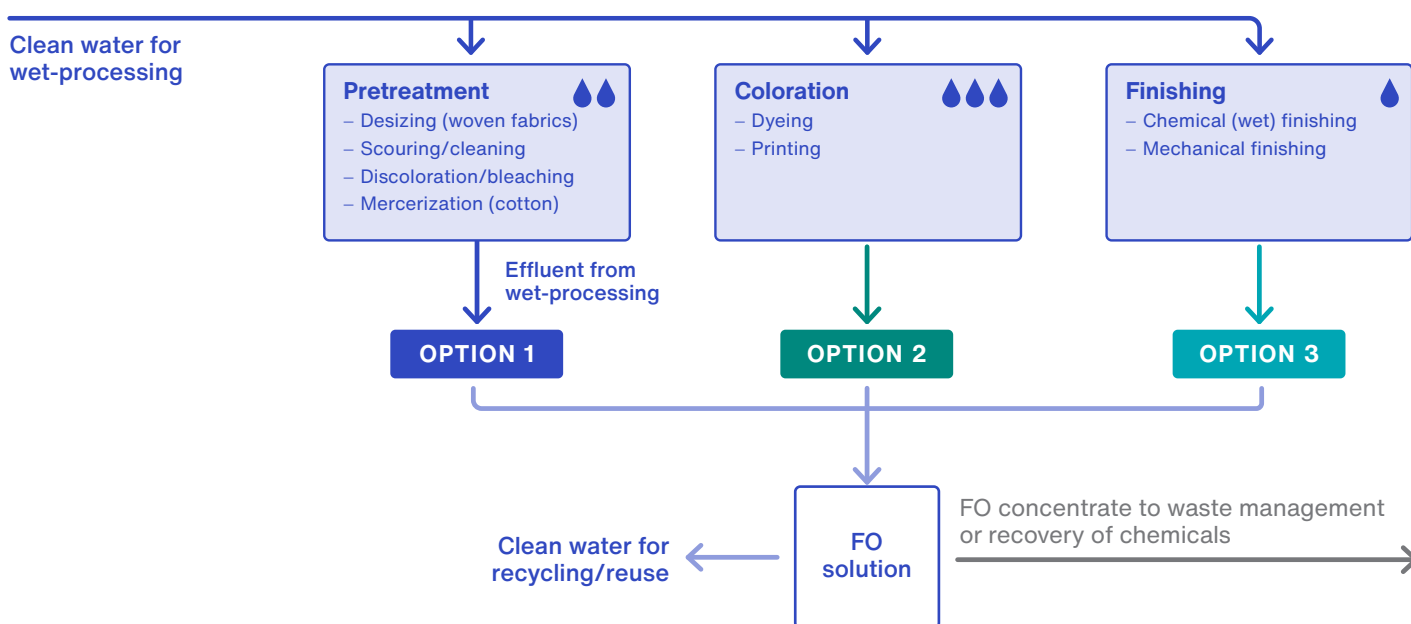 Clean water for
wet-processing
Pretreatment
– Desizing (woven fabrics)
– Scouring/cleaning
– Discoloration/bleaching
– Mercerization (cotton)
Coloration
– Dyeing
– Printing
Finishing
– Chemical (wet) finishing
– Mechanical finishing
Effluent from
wet-processing
OPTION 1
OPTION 2
OPTION 3
Clean water for
recycling/reuse
FO
solution
FO concentrate to waste management
or recovery of chemicals